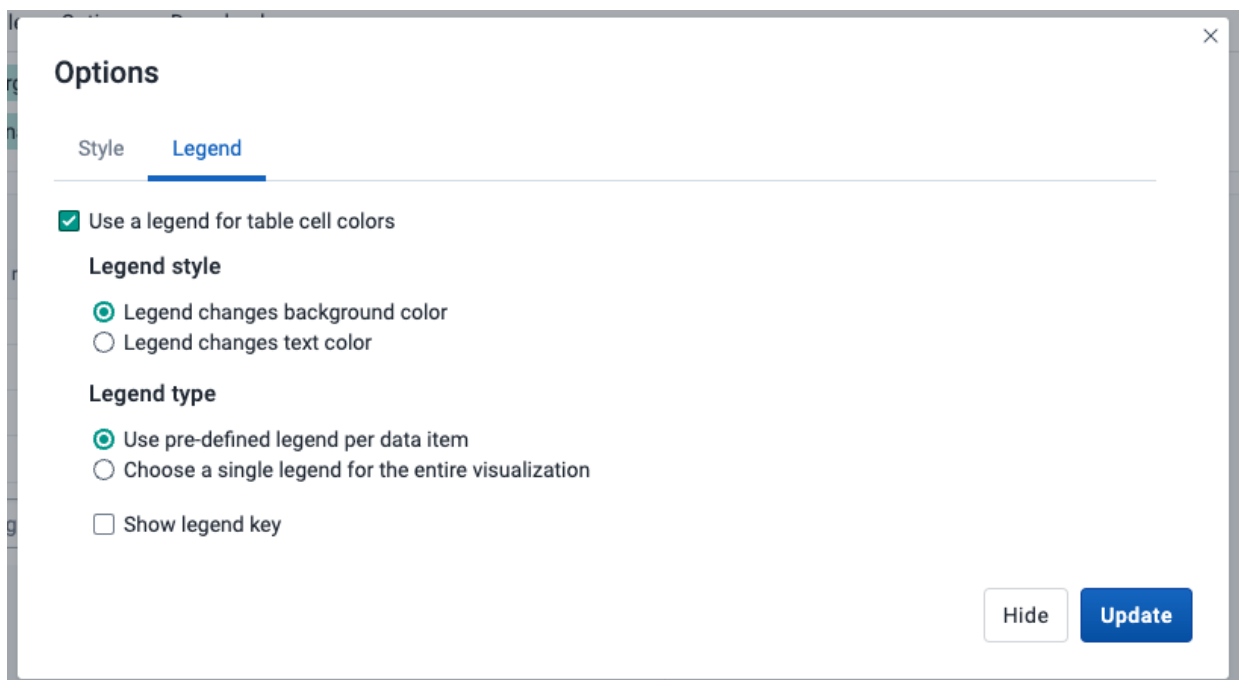 Options
Style Legend
Use a legend for table cell colors
Legend style
Legend changes background color
Legend changes text color
Legend type
Use pre-defined legend per data item
Choose a single legend for the entire visualization
Show legend key
Hide Update